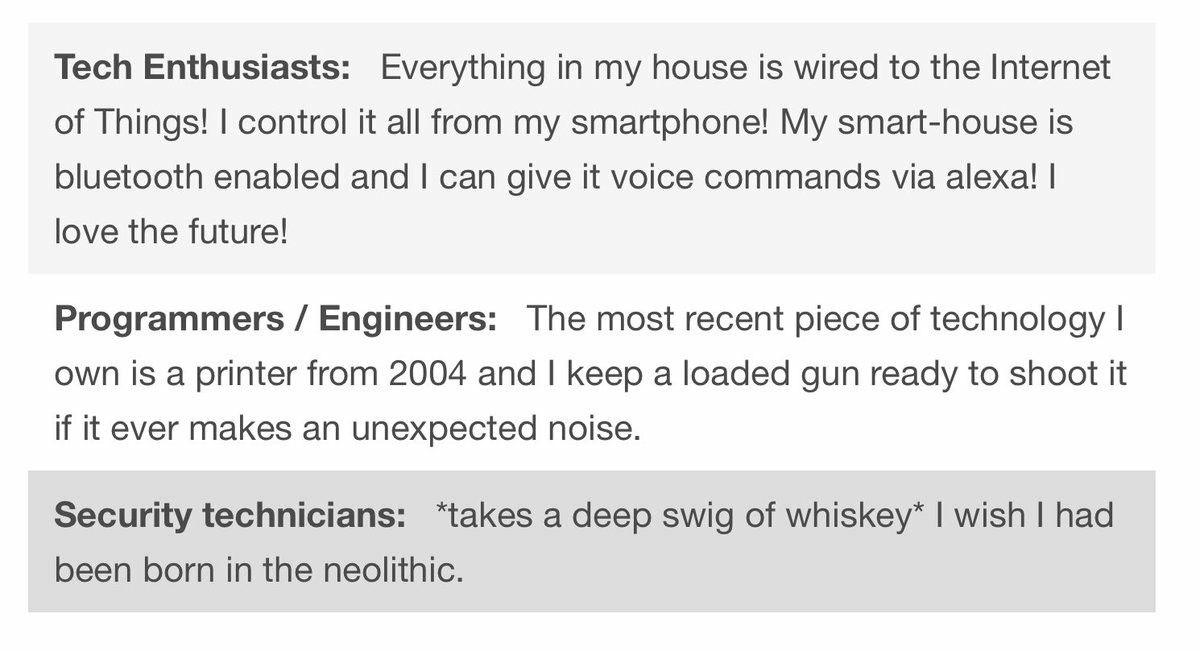 Tech Enthusiasts: Everything in my house is wired to the Internet
of Things! I control it all from my smartphone! My smart-house is
bluetooth enabled and I can give it voice commands via alexa! I
love the future!
Programmers / Engineers: The most recent piece of technology I
own is a printer from 2004 and I keep a loaded gun ready to shoot it
if it ever makes an unexpected noise.
Security technicians: *takes a deep swig of whiskey* I wish I had
been born in the neolithic.